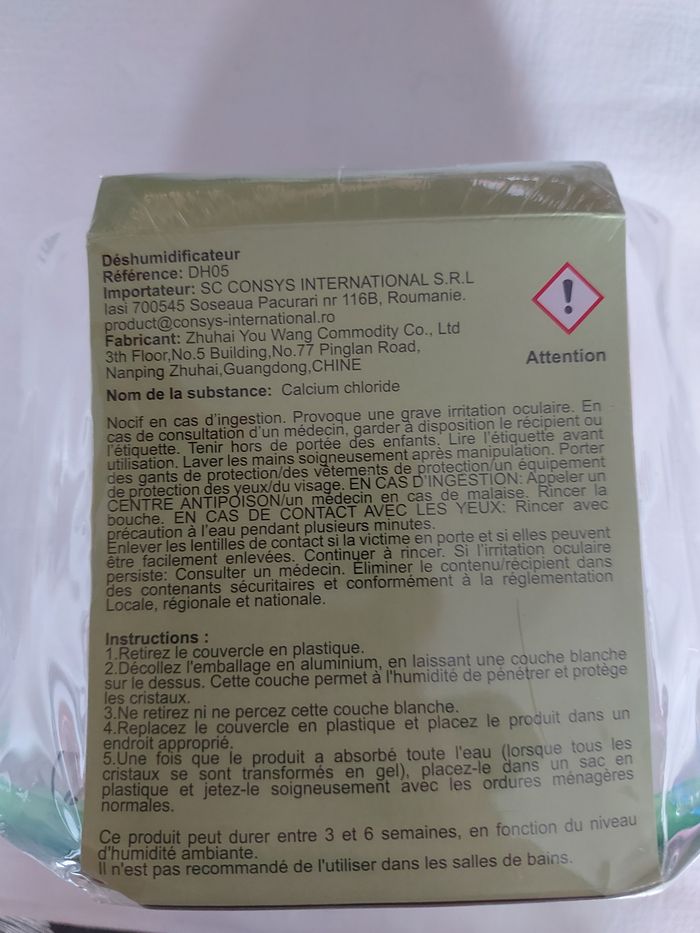 Déshumidificateur
Référence: DH05
Importateur: SC CONSYS INTERNATIONAL S.R.L
Iasi 700545 Soseaua Pacurari nr 116B, Roumanie.
product@consys-international.ro
Fabricant: Zhuhai You Wang Commodity Co., Ltd
3th Floor,No.5 Building,No.77 Pinglan Road,
Nanping Zhuhai,Guangdong,CHINE
Attention
Nom de la substance: Calcium chloride
Nocif en cas d'ingestion. Provoque une grave irritation oculaire. En
cas de consultation d'un médecin, garder à disposition le récipient ou
l'étiquette. Tenir hors de portée des enfants. Lire l'étiquette avant
utilisation. Laver les mains soigneusement après manipulation. Porter
des gants de protection/des vêtements de protection/un équipement
de protection des yeux/du visage. EN CAS D'INGESTION: Appeler un
CENTRE ANTIPOISON/un médecin en cas de malaise. Rincer la
bouche. EN CAS DE CONTACT AVEC LES YEUX: Rincer avec
précaution à l'eau pendant plusieurs minutes.
Enlever les lentilles de contact si la victime en porte et si elles peuvent
être facilement enlevées. Continuer à rincer. Si l'irritation oculaire
persiste: Consulter un médecin. Éliminer le contenu/récipient dans
des contenants sécuritaires et conformément à la réglementation
Locale, régionale et nationale.
Instructions :
1.Retirez le couvercle en plastique.
2.Décollez l'emballage en aluminium, en laissant une couche blanche
sur le dessus. Cette couche permet à l'humidité de pénétrer et protège
les cristaux.
3.Ne retirez ni ne percez cette couche blanche.
4.Replacez le couvercle en plastique et placez le produit dans un
endroit approprié.
5.Une fois que le produit a absorbé toute l'eau (lorsque tous les
cristaux se sont transformés en gel), placez-le dans un sac en
plastique et jetez-le soigneusement avec les ordures ménagères
normales.
Ce produit peut durer entre 3 et 6 semaines, en fonction du niveau
d'humidité ambiante.
Il n'est pas recommandé de l'utiliser dans les salles de bains.